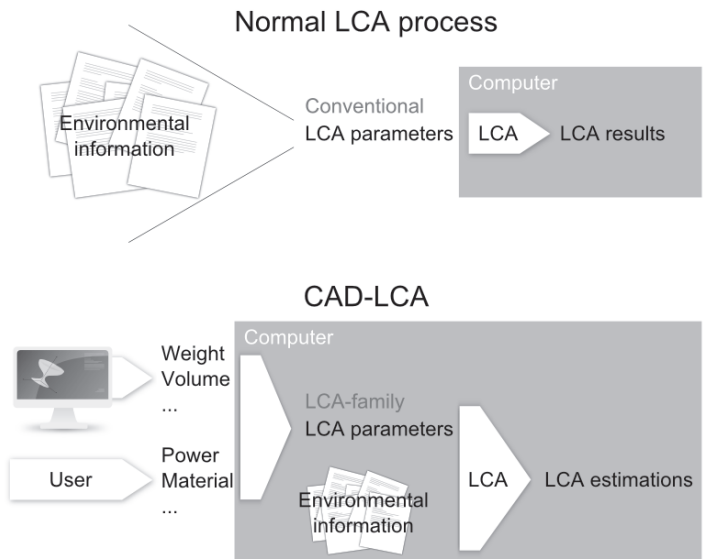 Normal LCA process
Computer
Environmental
information
Conventional
LCA parameters
LCA
LCA results
CAD-LCA
Computer
Weight
Volume
...
LCA-family
LCA parameters
User
Power
Material
...
Environmental
information
LCA
LCA estimations